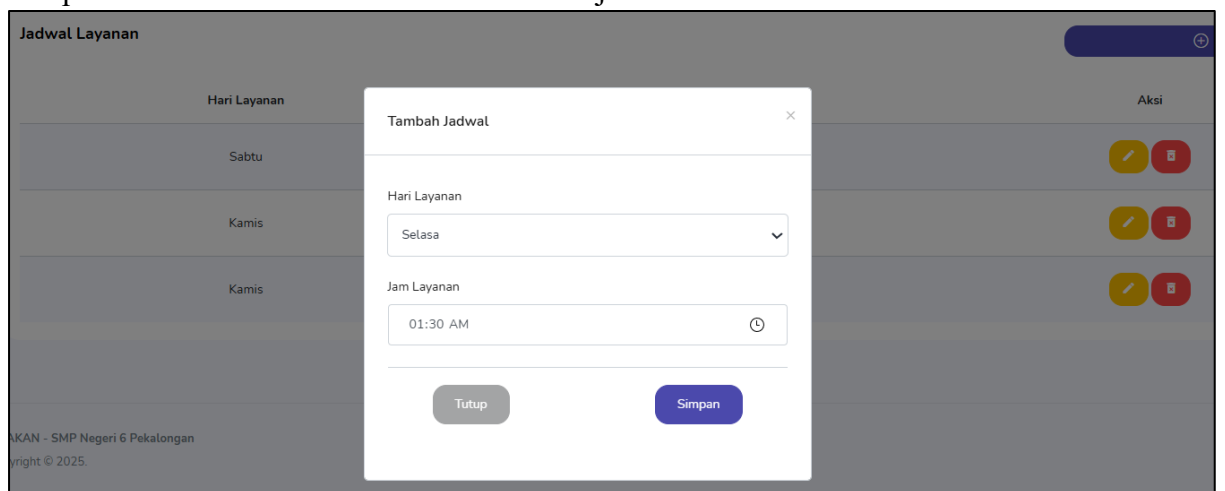 Jadwal Layanan
Hari Layanan
Aksi
Tambah Jadwal
Sabtu
Hari Layanan
Kamis
Selasa
Kamis
Jam Layanan
01:30 AM
Tutup
Simpan
AKAN - SMP Negeri 6 Pekalongan
yright © 2025.